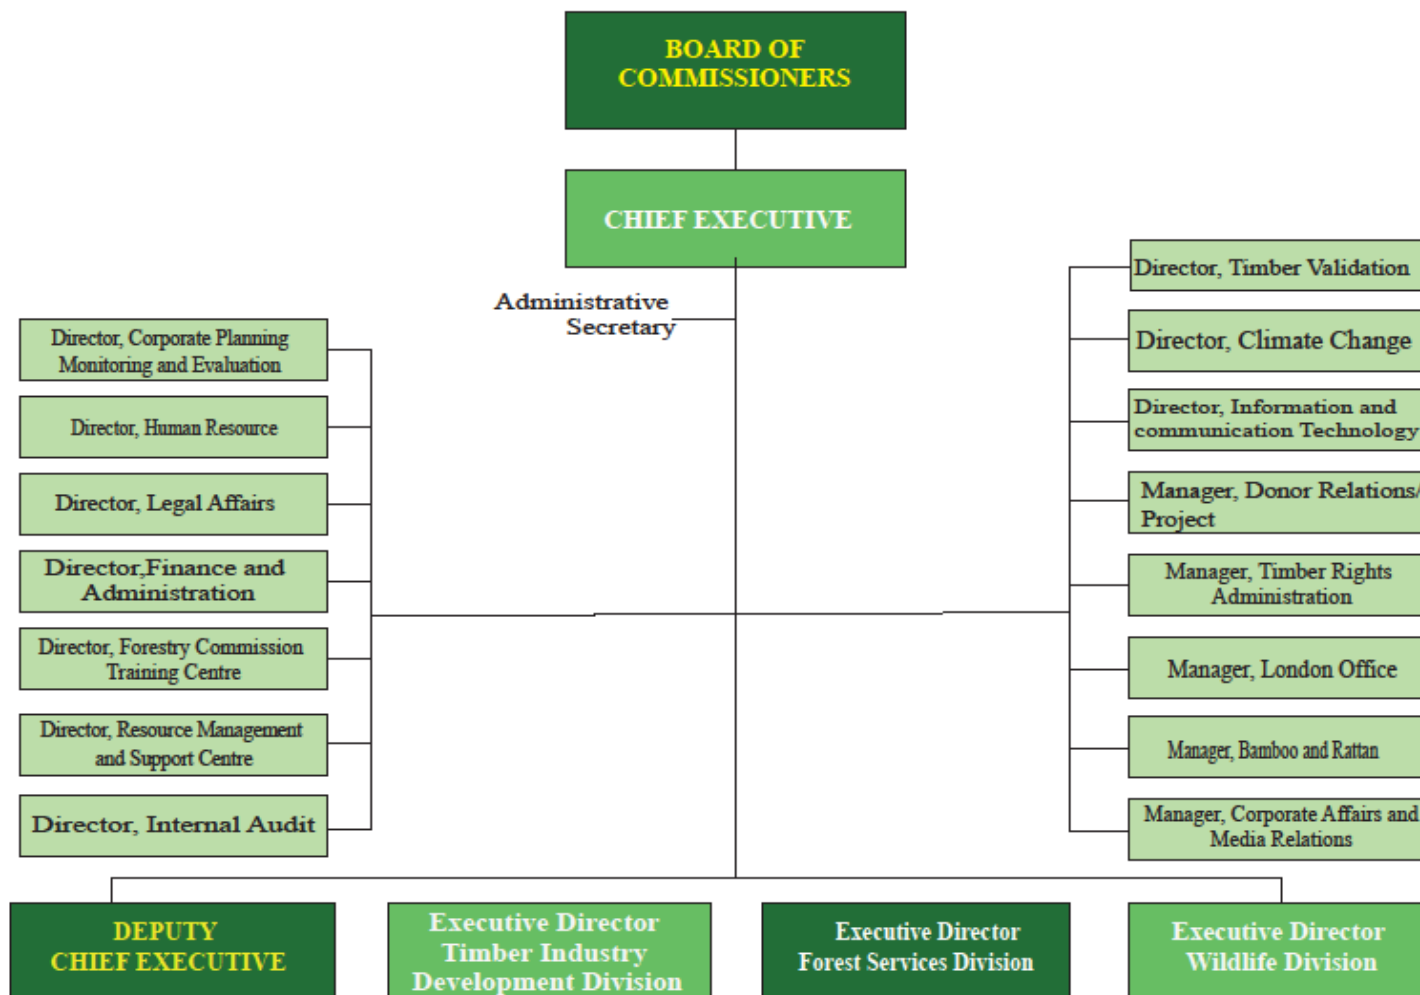 BOARD OF
COMMISSIONERS
CHIEF EXECUTIVE
Administrative
Secretary
Director, Corporate Planning
Monitoring and Evaluation
Director, Human Resource
Director, Legal Affairs
Director,Finance and
Administration
Director, Forestry Commission
Training Centre
Director, Resource Management
and Support Centre
Director, Internal Audit
Director, Timber Validation
Director, Climate Change
Director, Information and
communication Technology
Manager, Donor Relations/
Project
Manager, Timber Rights
Administration
Manager, London Office
Manager, Bamboo and Rattan
Manager, Corporate Affairs and
Media Relations
DEPUTY
CHIEF EXECUTIVE
Executive Director
Timber Industry
Development Division
Executive Director
Forest Services Division
Executive Director
Wildlife Division